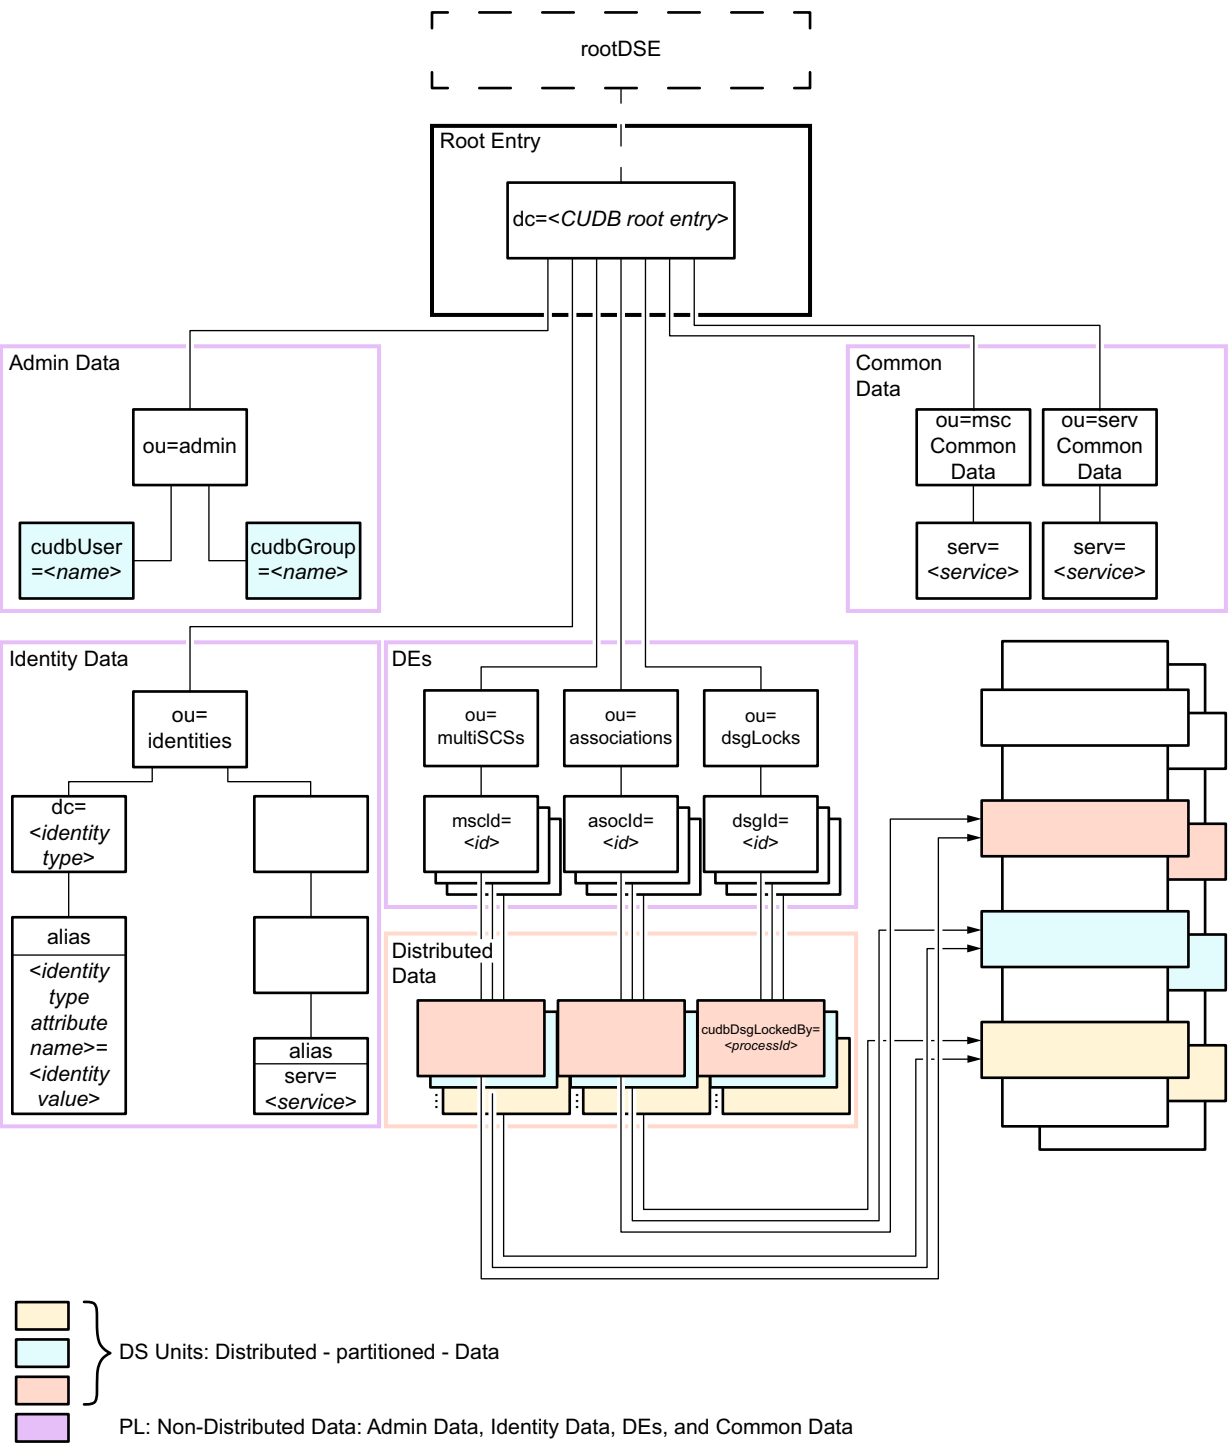 rootDSE
Root Entry
dc=<CUDB root entry>
Admin Data
ou=admin
cudbUser
=<name>
cudbGroup
=<name>
Common
Data
ou=msc
Common
Data
ou=serv
Common
Data
serv=
<service>
serv=
<service>
Identity Data
ou=
identities
dc=
<identity
type>
alias
<identity
type
attribute
name>=
<identity
value>
alias
serv=
<service>
DEs
ou=
multiSCSs
ou=
associations
ou=
dsgLocks
mscId=
<id>
asocId=
<id>
dsgId=
<id>
Distributed
Data
cudbDsgLockedBy=
<processId>
DS Units: Distributed - partitioned - Data
PL: Non-Distributed Data: Admin Data, Identity Data, DEs, and Common Data